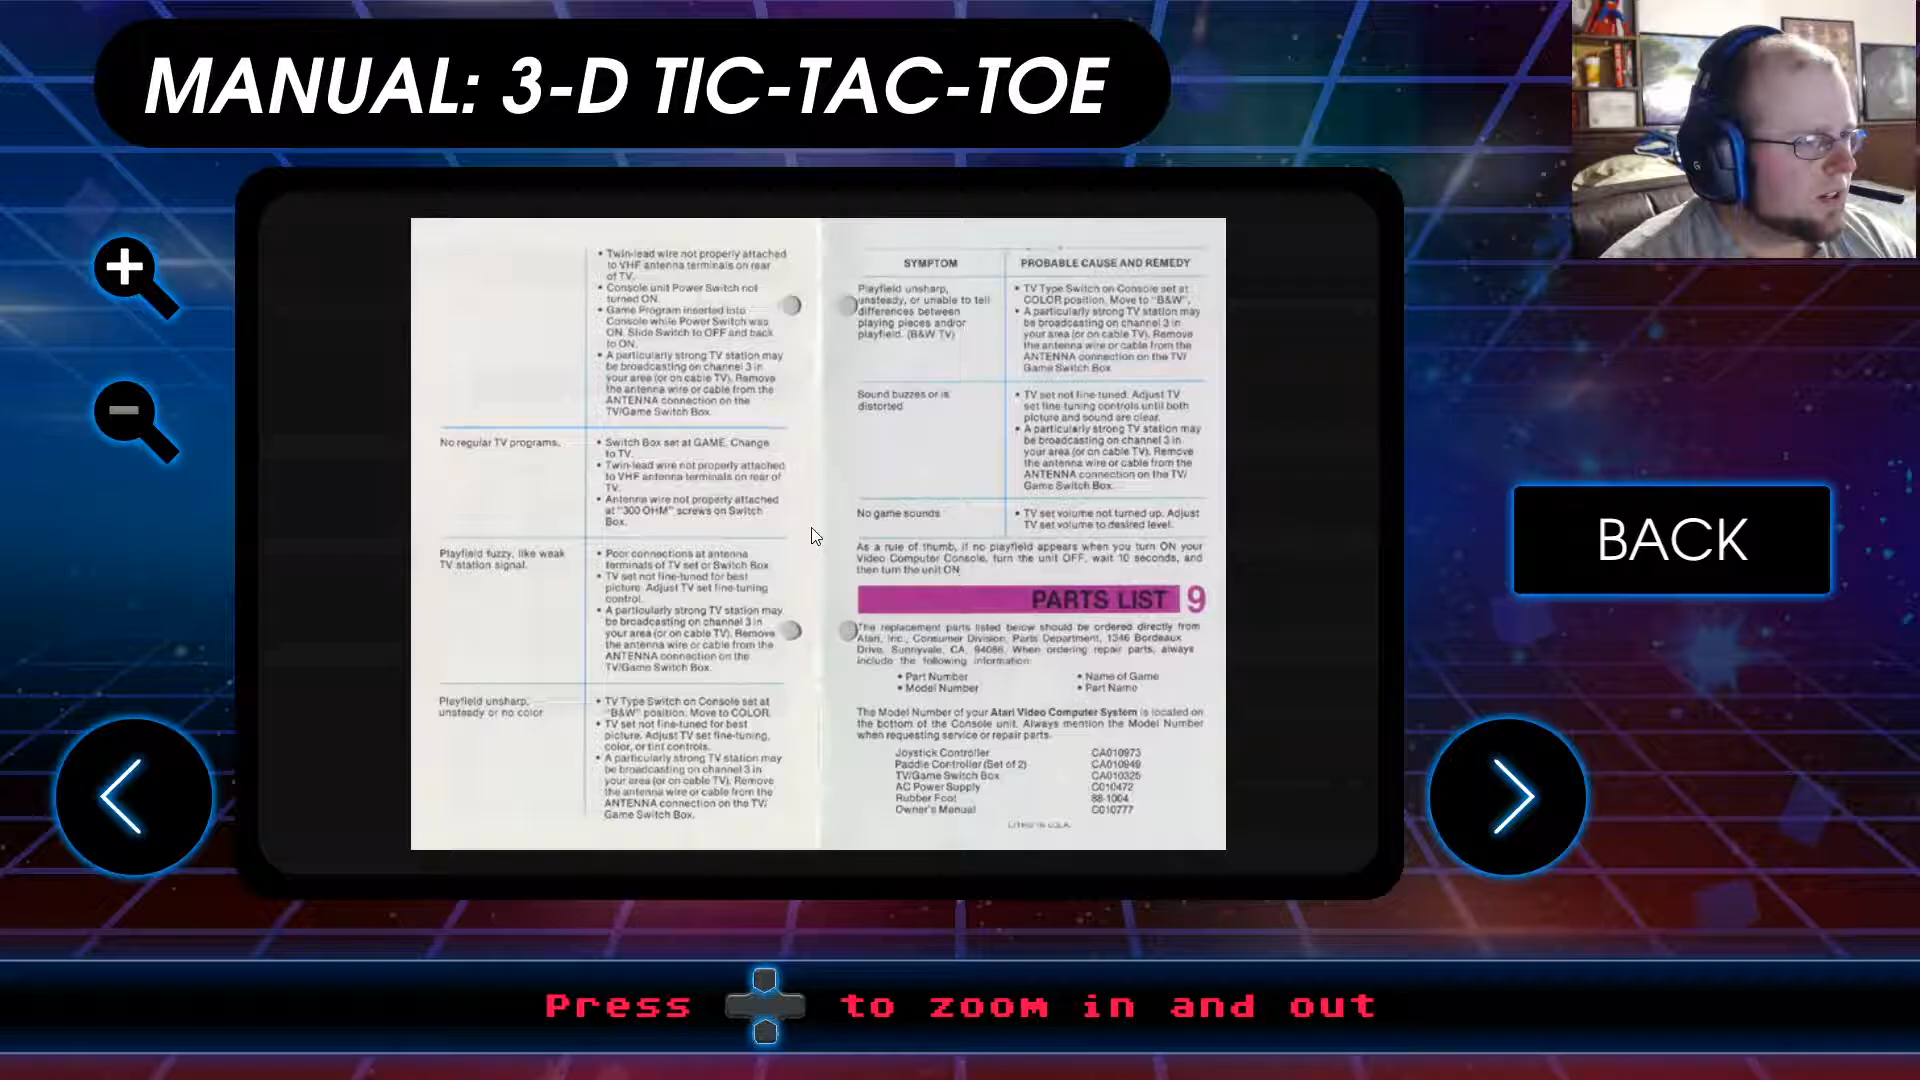 MANUAL: 3-D TIC-TAC-TOE
• Twin-lead wire not properly attached
to VHF antenna terminals on rear
of TV.
• Console unit Power Switch not
turned ON.
• Game Program inserted into
Console while Power Switch was
ON. Slide Switch to OFF and back
to ON.
• A particularly strong TV station may
be broadcasting on channel 3 in
your area (or on cable TV). Remove
the antenna wire or cable from the
ANTENNA connection on the
TV/Game Switch Box.
No regular TV programs.
• Switch Box set at GAME. Change
to TV.
• Twin-lead wire not properly attached
to VHF antenna terminals on rear of
TV.
• Antenna wire not properly attached
at "300 OHM" screws on Switch
Box.
Playfield fuzzy, like weak
TV station signal.
• Poor connections at antenna
terminals of TV set or Switch Box
• TV set not fine-tuned for best
picture. Adjust TV set fine-tuning
control.
• A particularly strong TV station may
be broadcasting on channel 3 in
your area (or on cable TV). Remove
the antenna wire or cable from the
ANTENNA connection on the
TV/Game Switch Box.
Playfield unsharp,
unsteady or no color
• TV Type Switch on Console set at
"B&W" position. Move to COLOR.
• TV set not fine-tuned for best
picture. Adjust TV set fine-tuning,
color, or tint controls.
• A particularly strong TV station may
be broadcasting on channel 3 in
your area (or on cable TV). Remove
the antenna wire or cable from the
ANTENNA connection on the TV/
Game Switch Box.
SYMPTOM
PROBABLE CAUSE AND REMEDY
Playfield unsharp,
unsteady, or unable to tell
differences between
playing pieces and/or
playfield. (B&W TV)
• TV Type Switch on Console set at
COLOR position. Move to "B&W".
• A particularly strong TV station may
be broadcasting on channel 3 in
your area (or on cable TV). Remove
the antenna wire or cable from the
ANTENNA connection on the TV/
Game Switch Box
Sound buzzes or is
distorted
• TV set not fine tuned. Adjust TV
set fine-tuning controls until both
picture and sound are clear.
• A particularly strong TV station may
be broadcasting on channel 3 in
your area (or on cable TV). Remove
the antenna wire or cable from the
ANTENNA connection on the TV/
Game Switch Box.
No game sounds
• TV set volume not turned up. Adjust
TV set volume to desired level.
As a rule of thumb, if no playfield appears when you turn ON your
Video Computer Console, turn the unit OFF, wait 10 seconds, and
then turn the unit ON.
PARTS LIST 9
The replacement parts listed below should be ordered directly from
Atari, Inc., Consumer Division, Parts Department, 1346 Bordeaux
Drive, Sunnyvale, CA. 94086. When ordering repair parts, always
include the following information:
• Part Number
• Model Number
• Name of Game
• Part Name
The Model Number of your Atari Video Computer System is located on
the bottom of the Console unit. Always mention the Model Number
when requesting service or repair parts.
Joystick Controller CA010973
Paddle Controller (Set of 2) CA010949
TV/Game Switch Box CA010325
AC Power Supply C010472
Rubber Foot 88-1004
Owner's Manual C010777
LITHO IN U.S.A.
BACK
Press to zoom in and out